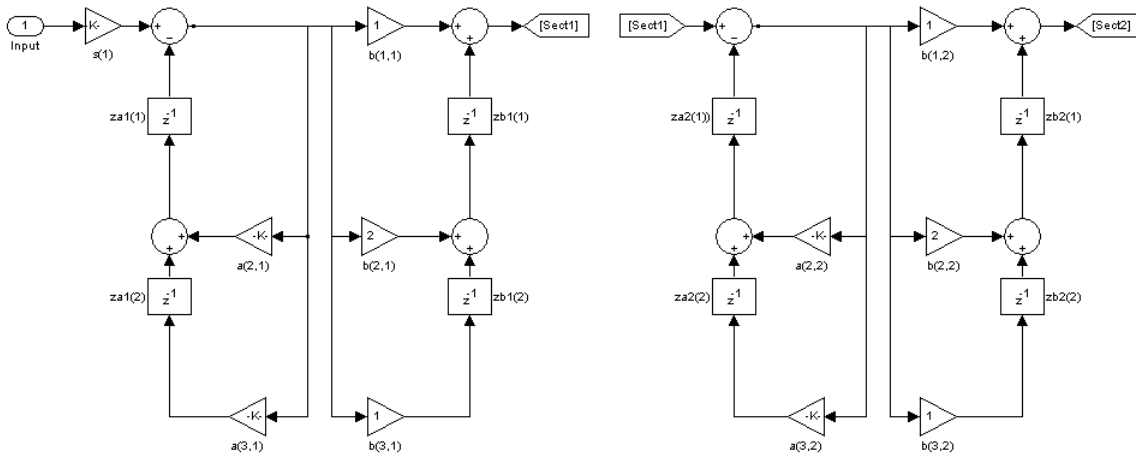 1
Input
K-
s(1)
+
−
1
b(1,1)
+
+
[Sect1]
za1(1)
z-1
z-1
zb1(1)
+
+
-K-
a(2,1)
2
b(2,1)
+
+
za1(2)
z-1
z-1
zb1(2)
-K-
a(3,1)
1
b(3,1)
[Sect1]
+
−
1
b(1,2)
+
+
[Sect2]
za2(1))
z-1
z-1
zb2(1)
+
+
-K-
a(2,2)
2
b(2,2)
+
+
za2(2)
z-1
z-1
zb2(2)
-K-
a(3,2)
1
b(3,2)